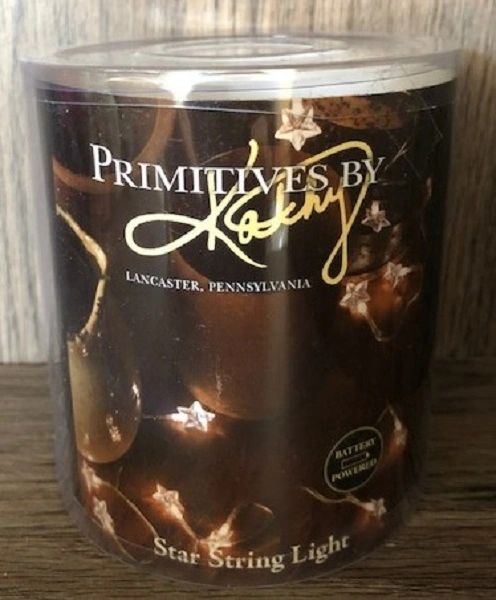 PRIMITIVES BY
Kathy
LANCASTER, PENNSYLVANIA
BATTERY
POWERED
Star String Light